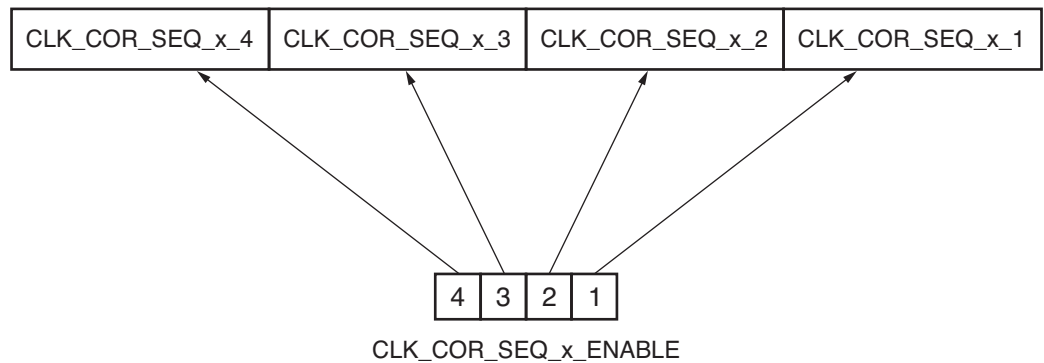 CLK_COR_SEQ_x_4 CLK_COR_SEQ_x_3 CLK_COR_SEQ_x_2 CLK_COR_SEQ_x_1
4 3 2 1
CLK_COR_SEQ_x_ENABLE